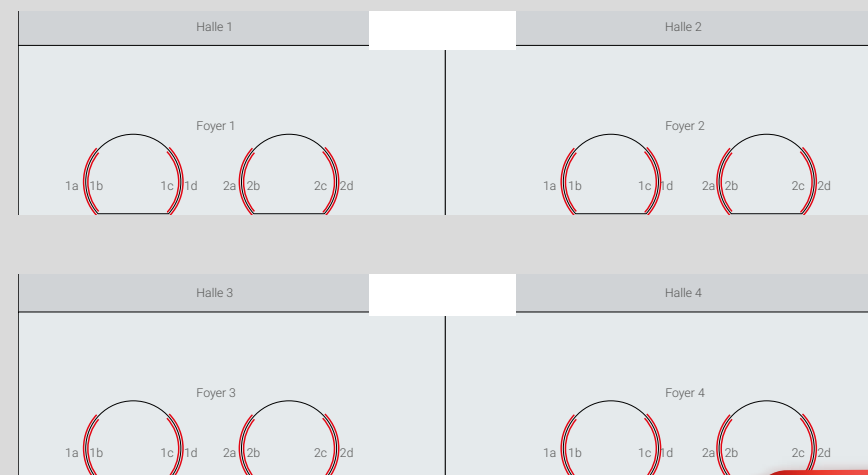 Halle 1 Halle 2
Foyer 1 Foyer 2
1a 1b 1c 1d 2a 2b 2c 2d 1a 1b 1c 1d 2a 2b 2c 2d
Halle 3 Halle 4
Foyer 3 Foyer 4
1a 1b 1c 1d 2a 2b 2c 2d 1a 1b 1c 1d 2a 2b 2c 2d